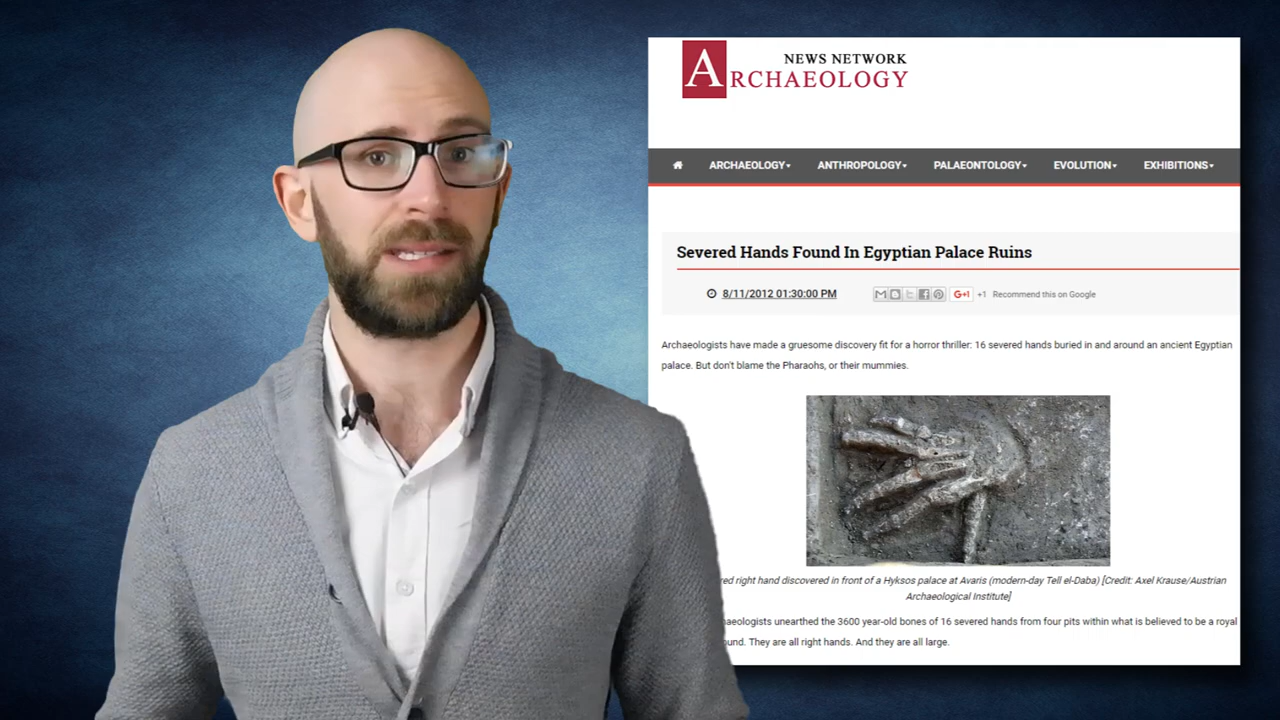 NEWS NETWORK
ARCHAEOLOGY
ARCHAEOLOGY ANTHROPOLOGY PALAEONTOLOGY EVOLUTION EXHIBITIONS
Severed Hands Found In Egyptian Palace Ruins
8/11/2012 01:30:00 PM G+1 +1 Recommend this on Google
Archaeologists have made a gruesome discovery fit for a horror thriller: 16 severed hands buried in and around an ancient Egyptian
palace. But don't blame the Pharaohs, or their mummies.
right hand discovered in front of a Hyksos palace at Avaris (modern-day Tell el-Daba) [Credit: Axel Krause/Austrian
Archaeological Institute]
unearthed the 3600 year-old bones of 16 severed hands from four pits within what is believed to be a royal
They are all right hands. And they are all large.